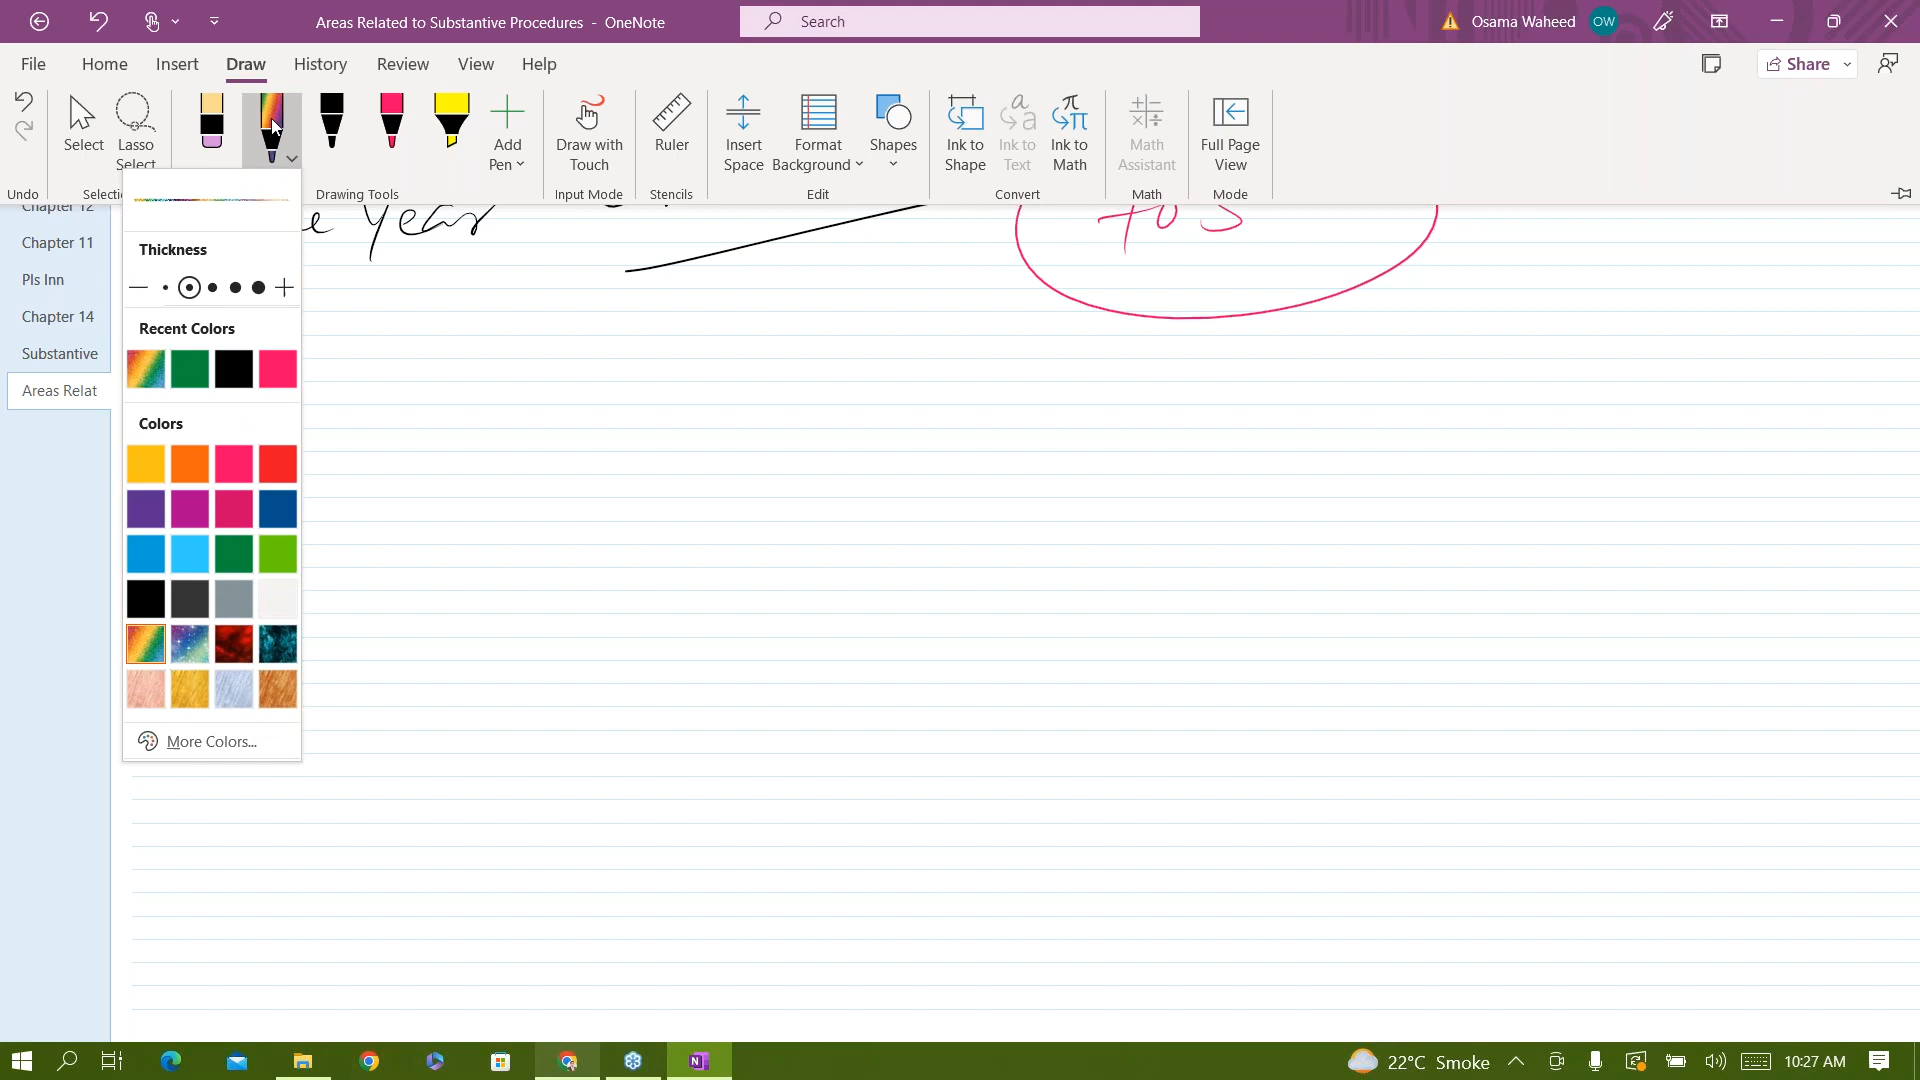 Areas Related to Substantive Procedures - OneNote
Search
Osama Waheed
OW
File
Home
Insert
Draw
History
Review
View
Help
Share
Select
Lasso
Select
Add
Pen
Draw with
Touch
Ruler
Insert
Space
Format
Background
Shapes
Ink to
Shape
Ink to
Text
Ink to
Math
Math
Assistant
Full Page
View
Undo
Selectio
Drawing Tools
Input Mode
Stencils
Edit
Convert
Math
Mode
Chapter 12
Chapter 11
Pls Inn
Chapter 14
Substantive
Areas Relat
e Year
Thickness
Recent Colors
Colors
More Colors...
22°C Smoke
10:27 AM